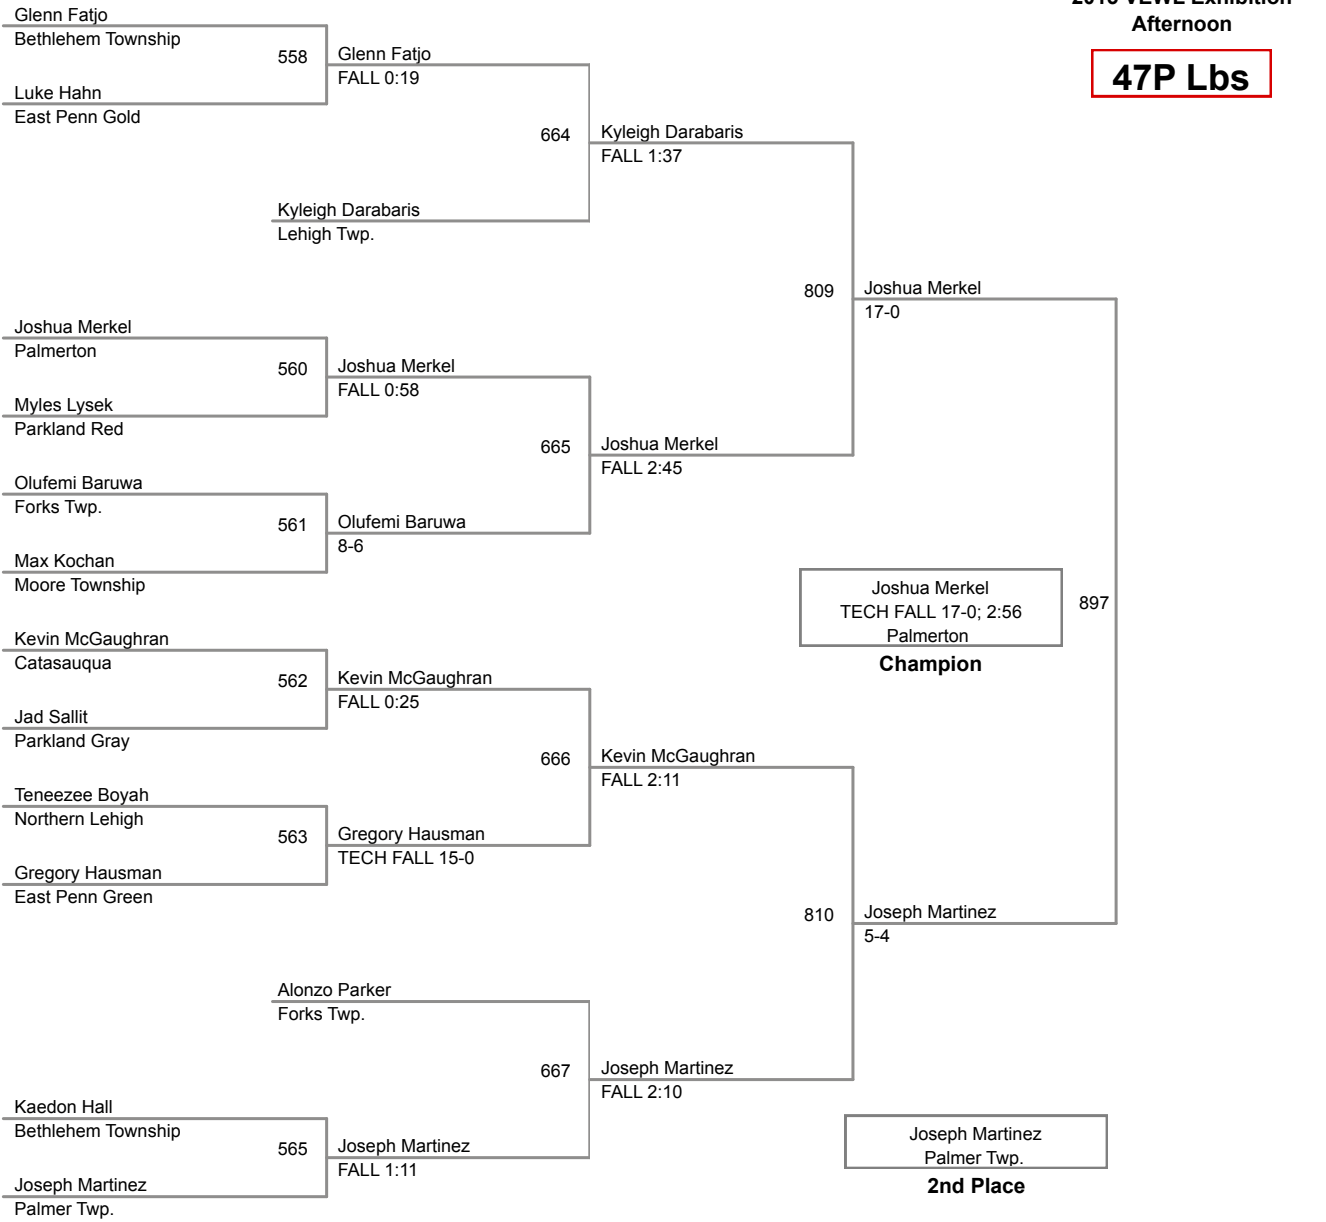 2018 VEWL Exhibition
Afternoon
47P Lbs
Glenn Fatjo
Bethlehem Township
558
Glenn Fatjo
FALL 0:19
Luke Hahn
East Penn Gold
664
Kyleigh Darabaris
FALL 1:37
Kyleigh Darabaris
Lehigh Twp.
809
Joshua Merkel
17-0
Joshua Merkel
Palmerton
560
Joshua Merkel
FALL 0:58
Myles Lysek
Parkland Red
665
Joshua Merkel
FALL 2:45
Olufemi Baruwa
Forks Twp.
561
Olufemi Baruwa
8-6
Max Kochan
Moore Township
Joshua Merkel
TECH FALL 17-0; 2:56
Palmerton
Champion
897
Kevin McGaughran
Catasauqua
562
Kevin McGaughran
FALL 0:25
Jad Sallit
Parkland Gray
666
Kevin McGaughran
FALL 2:11
Teneezee Boyah
Northern Lehigh
563
Gregory Hausman
TECH FALL 15-0
Gregory Hausman
East Penn Green
810
Joseph Martinez
5-4
Alonzo Parker
Forks Twp.
667
Joseph Martinez
FALL 2:10
Kaedon Hall
Bethlehem Township
565
Joseph Martinez
FALL 1:11
Joseph Martinez
Palmer Twp.
Joseph Martinez
Palmer Twp.
2nd Place